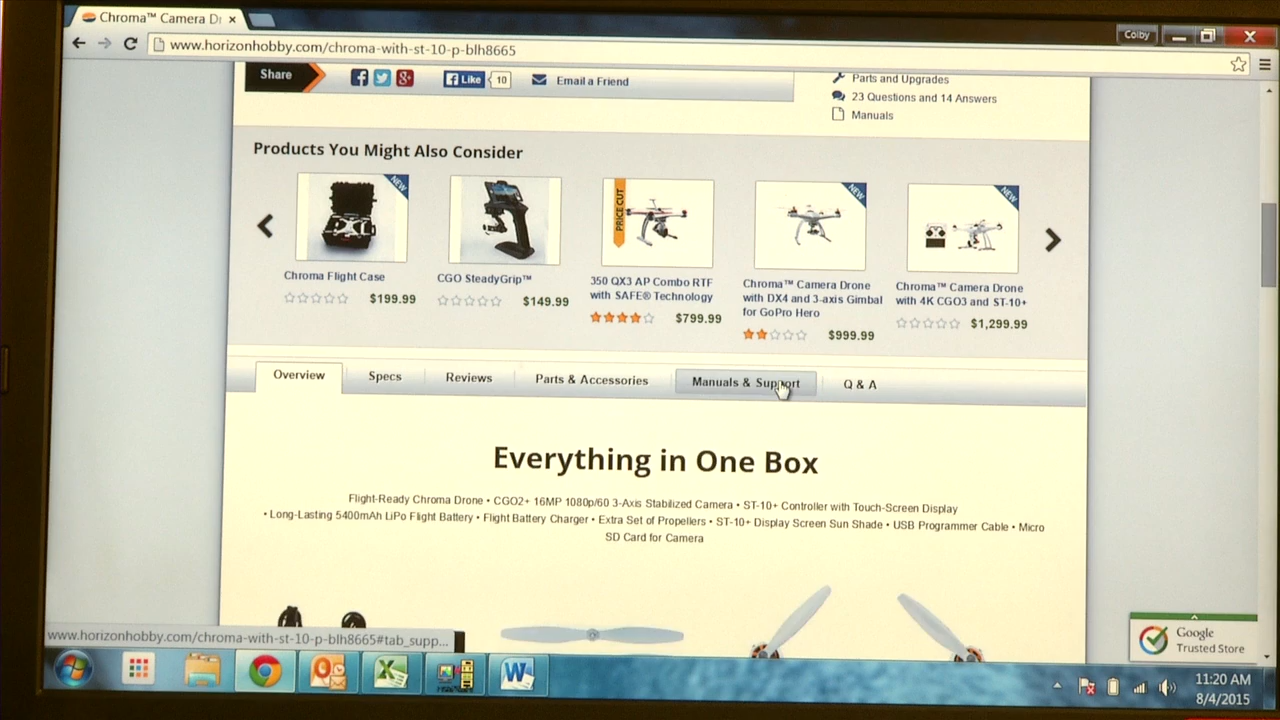 Chroma™ Camera Dr
Colby
www.horizonhobby.com/chroma-with-st-10-p-blh8665
Share
Like
10
Email a Friend
Parts and Upgrades
23 Questions and 14 Answers
Manuals
Products You Might Also Consider
NEW
PRICE CUT
NEW
NEW
Chroma Flight Case
$199.99
CGO SteadyGrip™
$149.99
350 QX3 AP Combo RTF
with SAFE® Technology
$799.99
Chroma™ Camera Drone
with DX4 and 3-axis Gimbal
for GoPro Hero
$999.99
Chroma™ Camera Drone
with 4K CGO3 and ST-10+
$1,299.99
Overview Specs Reviews Parts & Accessories Manuals & Support Q & A
Everything in One Box
Flight-Ready Chroma Drone • CGO2+ 16MP 1080p/60 3-Axis Stabilized Camera • ST-10+ Controller with Touch-Screen Display
• Long-Lasting 5400mAh LiPo Flight Battery • Flight Battery Charger • Extra Set of Propellers • ST-10+ Display Screen Sun Shade • USB Programmer Cable • Micro
SD Card for Camera
www.horizonhobby.com/chroma-with-st-10-p-blh8665#tab_supp...
Google
Trusted Store
11:20 AM
8/4/2015